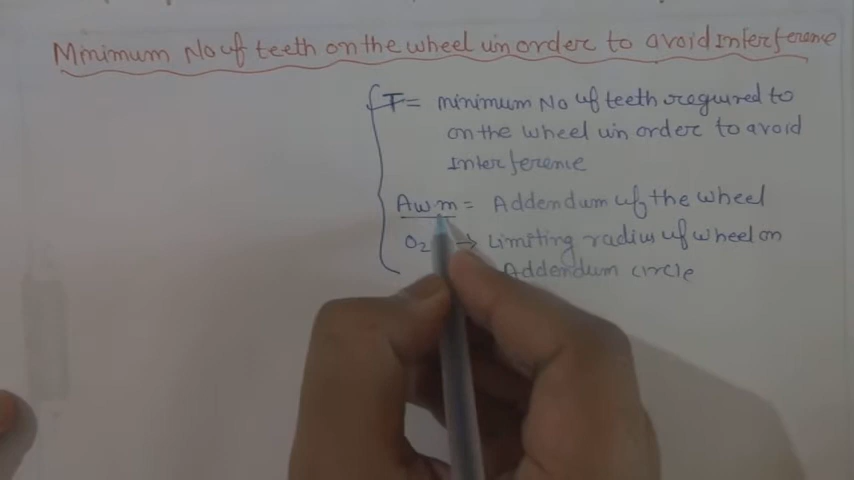 Minimum No of teeth on the wheel in order to avoid Interference
T = minimum No of teeth required to
on the wheel in order to avoid
Interference
Awm = Addendum of the wheel
O2 → Limiting radius of wheel on
Addendum circle